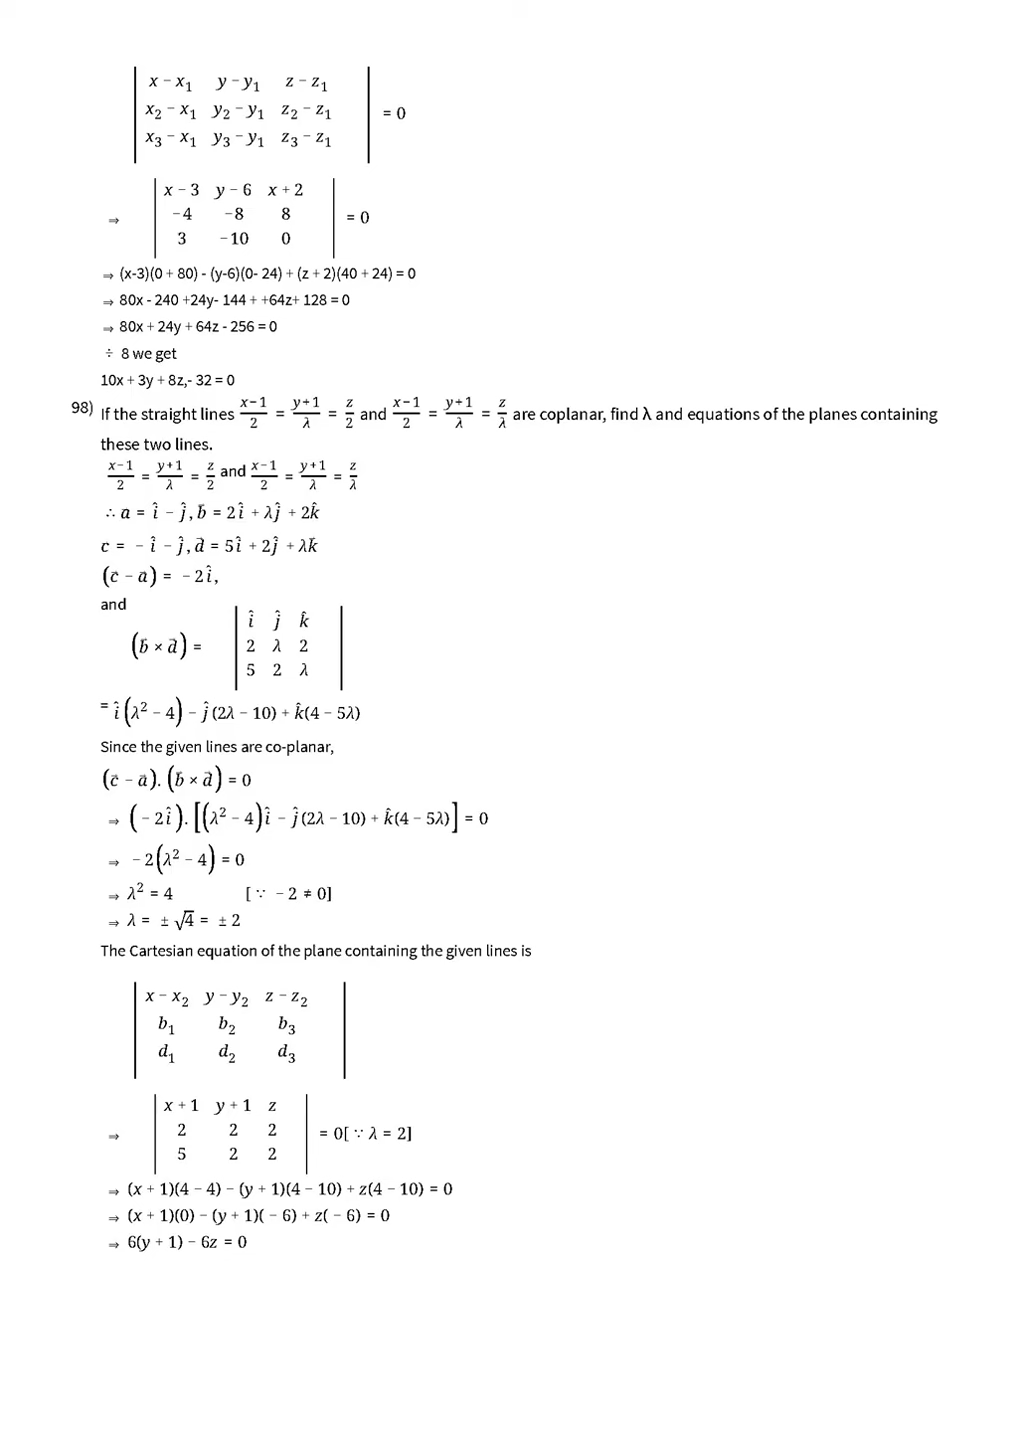 | x − x₁ y − y₁ z − z₁ |
| x₂ − x₁ y₂ − y₁ z₂ − z₁ | = 0
| x₃ − x₁ y₃ − y₁ z₃ − z₁ |
| x − 3 y − 6 x + 2 |
⇒ | −4 −8 8 | = 0
| 3 −10 0 |
⇒ (x-3)(0 + 80) - (y-6)(0- 24) + (z + 2)(40 + 24) = 0
⇒ 80x - 240 +24y- 144 + +64z+ 128 = 0
⇒ 80x + 24y + 64z - 256 = 0
÷ 8 we get
10x + 3y + 8z,- 32 = 0
98) If the straight lines (x−1)/2 = (y+1)/λ = z/2 and (x−1)/2 = (y+1)/λ = z/λ are coplanar, find λ and equations of the planes containing
these two lines.
(x−1)/2 = (y+1)/λ = z/2 and (x−1)/2 = (y+1)/λ = z/λ
∴ a = î − ĵ, b⃗ = 2î + λĵ + 2k̂
c = − î − ĵ, d⃗ = 5î + 2ĵ + λk̂
(c⃗ − a⃗) = − 2î,
and
| î ĵ k̂ |
(b⃗ × d⃗) = | 2 λ 2 |
| 5 2 λ |
= î(λ² − 4) − ĵ(2λ − 10) + k̂(4 − 5λ)
Since the given lines are co-planar,
(c⃗ − a⃗). (b⃗ × d⃗) = 0
⇒ ( − 2î). [(λ² − 4)î − ĵ(2λ − 10) + k̂(4 − 5λ)] = 0
⇒ − 2(λ² − 4) = 0
⇒ λ² = 4 [ ∵ − 2 ≠ 0]
⇒ λ = ± √4 = ± 2
The Cartesian equation of the plane containing the given lines is
| x − x₂ y − y₂ z − z₂ |
| b₁ b₂ b₃ |
| d₁ d₂ d₃ |
| x + 1 y + 1 z |
⇒ | 2 2 2 | = 0[ ∵ λ = 2]
| 5 2 2 |
⇒ (x + 1)(4 − 4) − (y + 1)(4 − 10) + z(4 − 10) = 0
⇒ (x + 1)(0) − (y + 1)( − 6) + z( − 6) = 0
⇒ 6(y + 1) − 6z = 0